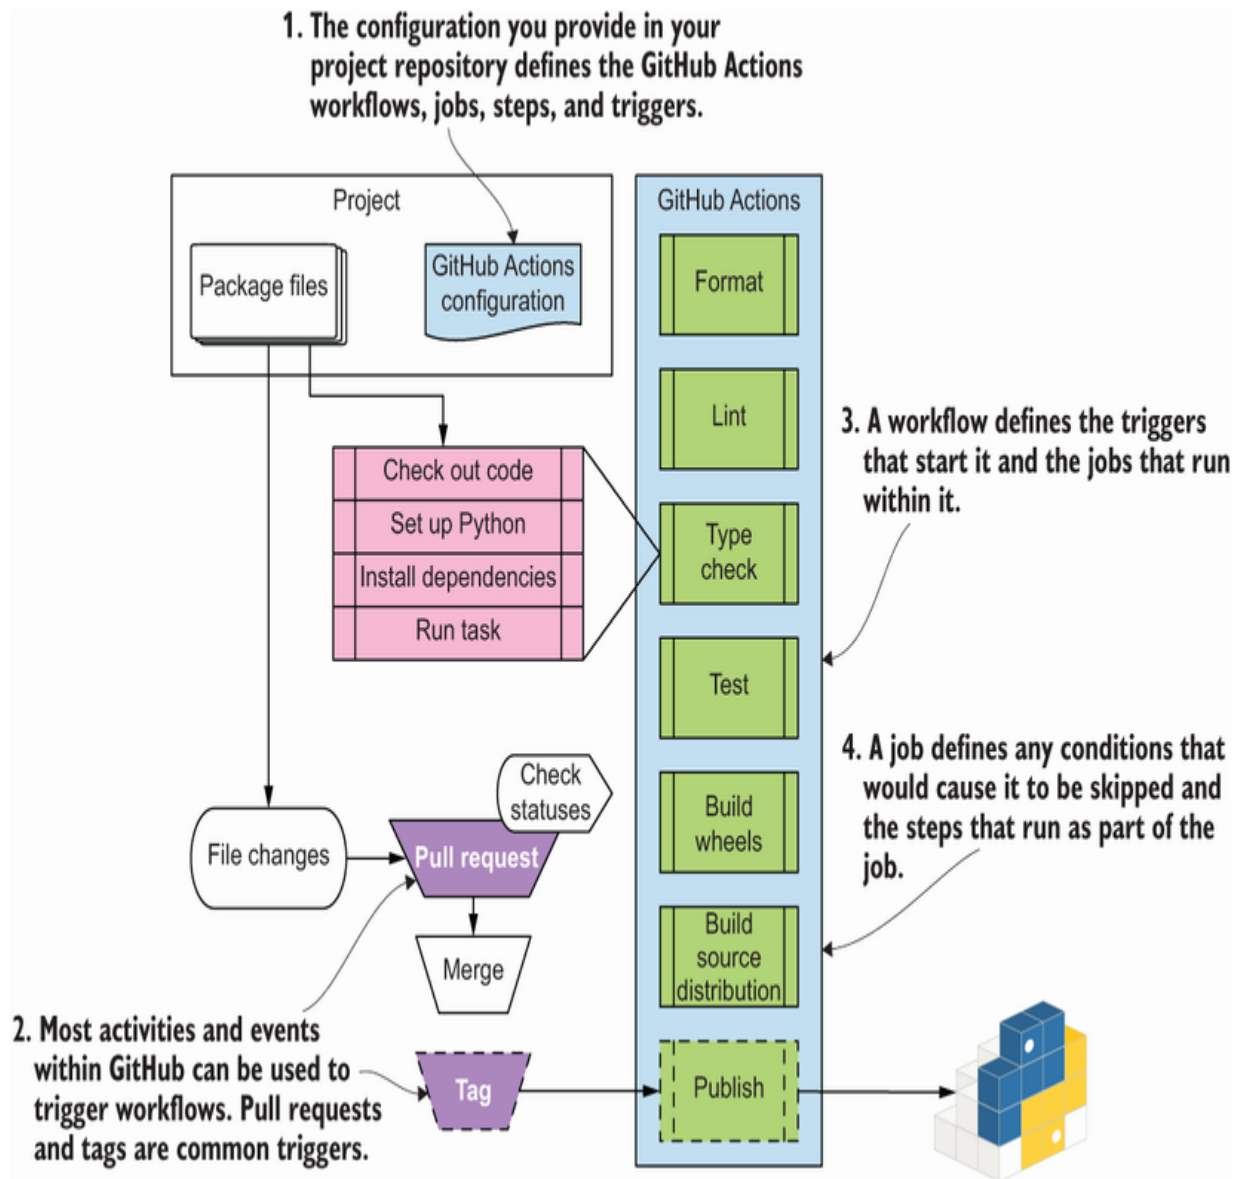 1. The configuration you provide in your
project repository defines the GitHub Actions
workflows, jobs, steps, and triggers.
Project
GitHub Actions
Package files
GitHub Actions
configuration
Format
Lint
3. A workflow defines the triggers
that start it and the jobs that run
within it.
Check out code
Set up Python
Install dependencies
Run task
Type
check
Test
4. A job defines any conditions that
would cause it to be skipped and
the steps that run as part of the
job.
Check
statuses
File changes
Pull request
Merge
Build
wheels
Build
source
distribution
2. Most activities and events
within GitHub can be used to
trigger workflows. Pull requests
and tags are common triggers.
Tag
Publish